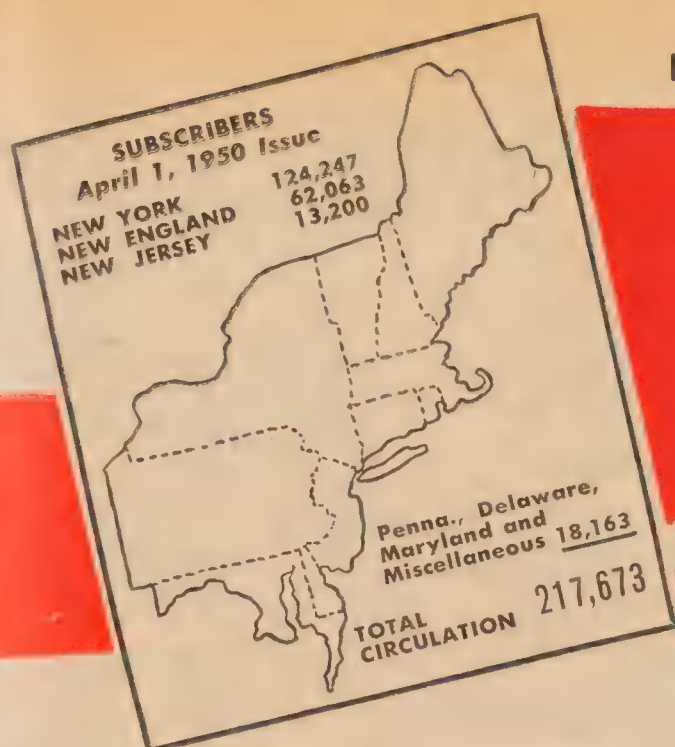 SUBSCRIBERS
April 1, 1950 Issue
NEW YORK 124,247
NEW ENGLAND 62,063
NEW JERSEY 13,200
Penna., Delaware,
Maryland and
Miscellaneous 18,163
TOTAL
CIRCULATION 217,673